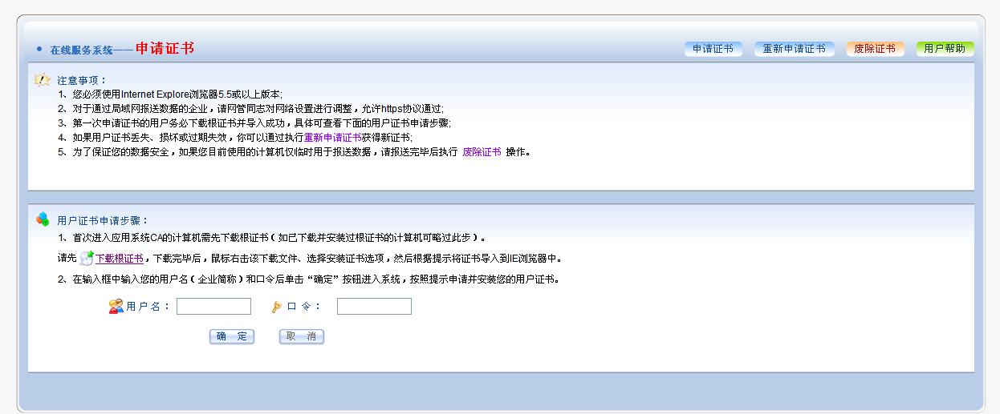 在线服务系统——申请证书
申请证书 重新申请证书 废除证书 用户帮助
注意事项：
1、您必须使用Internet Explore浏览器5.5或以上版本;
2、对于通过局域网报送数据的企业，请网管同志对网络设置进行调整，允许https协议通过;
3、第一次申请证书的用户务必下载根证书并导入成功，具体可查看下面的用户证书申请步骤;
4、如果用户证书丢失、损坏或过期失效，你可以通过执行重新申请证书获得新证书;
5、为了保证您的数据安全，如果您目前使用的计算机仅临时用于报送数据，请报送完毕后执行 废除证书 操作。
用户证书申请步骤：
1、首次进入应用系统CA的计算机需先下载根证书（如已下载并安装过根证书的计算机可略过此步）。
请先 下载根证书，下载完毕后，鼠标右击该下载文件、选择安装证书选项，然后根据提示将证书导入到IE浏览器中。
2、在输入框中输入您的用户名（企业简称）和口令后单击“确定”按钮进入系统，按照提示申请并安装您的用户证书。
用户名： 口令：
确 定 取 消